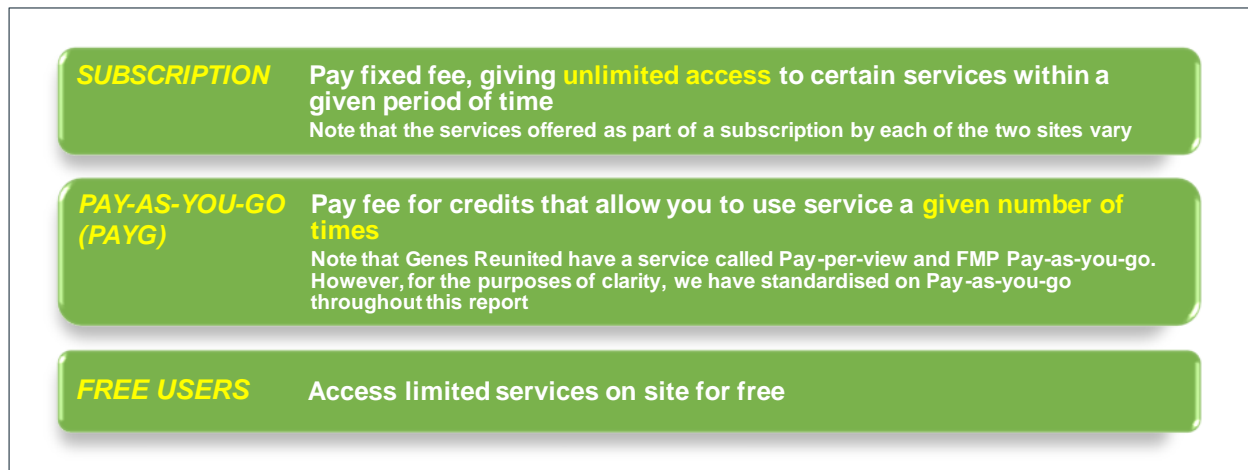 SUBSCRIPTION
Pay fixed fee, giving unlimited access to certain services within a
given period of time
Note that the services offered as part of a subscription by each of the two sites vary
PAY-AS-YOU-GO
(PAYG)
Pay fee for credits that allow you to use service a given number of
times
Note that Genes Reunited have a service called Pay-per-view and FMP Pay-as-you-go.
However, for the purposes of clarity, we have standardised on Pay-as-you-go
throughout this report
FREE USERS
Access limited services on site for free